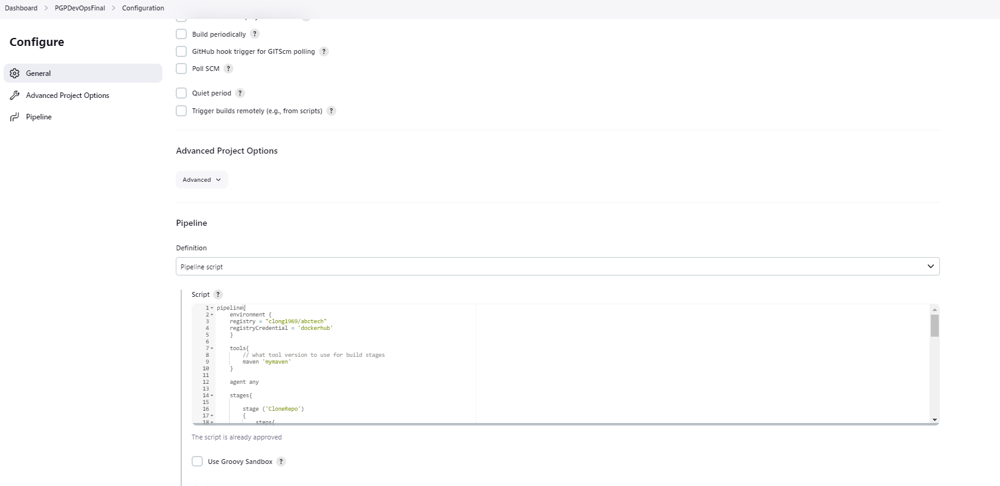 Dashboard > PGPDevOpsFinal > Configuration
Configure
General
Advanced Project Options
Pipeline
Build periodically ?
GitHub hook trigger for GITScm polling ?
Poll SCM ?
Quiet period ?
Trigger builds remotely (e.g., from scripts) ?
Advanced Project Options
Advanced
Pipeline
Definition
Pipeline script
Script ?
1 pipeline{
2 environment {
3 registry = "clong1969/abctech"
4 registryCredential = 'dockerhub'
5 }
6
7 tools{
8 // what tool version to use for build stages
9 maven 'mymaven'
10 }
11
12 agent any
13
14 stages{
15
16 stage ('CloneRepo')
17 {
18 steps{
The script is already approved
Use Groovy Sandbox ?